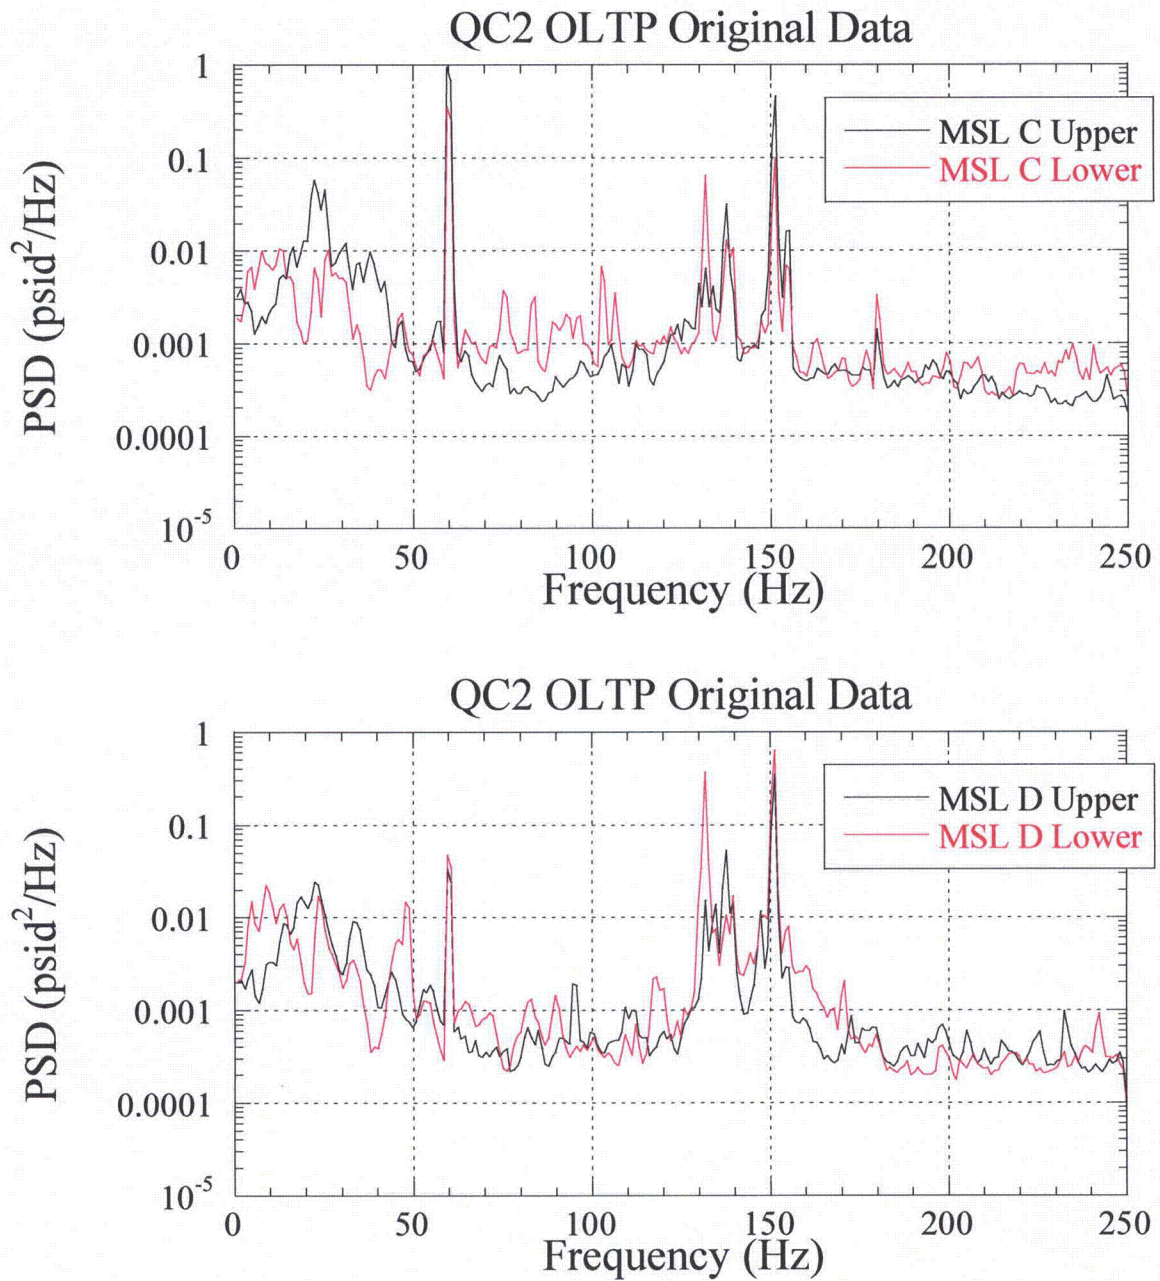 QC2 OLTP Original Data
PSD (psid²/Hz)
1
0.1
0.01
0.001
0.0001
10⁻⁵
MSL C Upper
MSL C Lower
0 50 100 150 200 250
Frequency (Hz)
QC2 OLTP Original Data
PSD (psid²/Hz)
1
0.1
0.01
0.001
0.0001
10⁻⁵
MSL D Upper
MSL D Lower
0 50 100 150 200 250
Frequency (Hz)